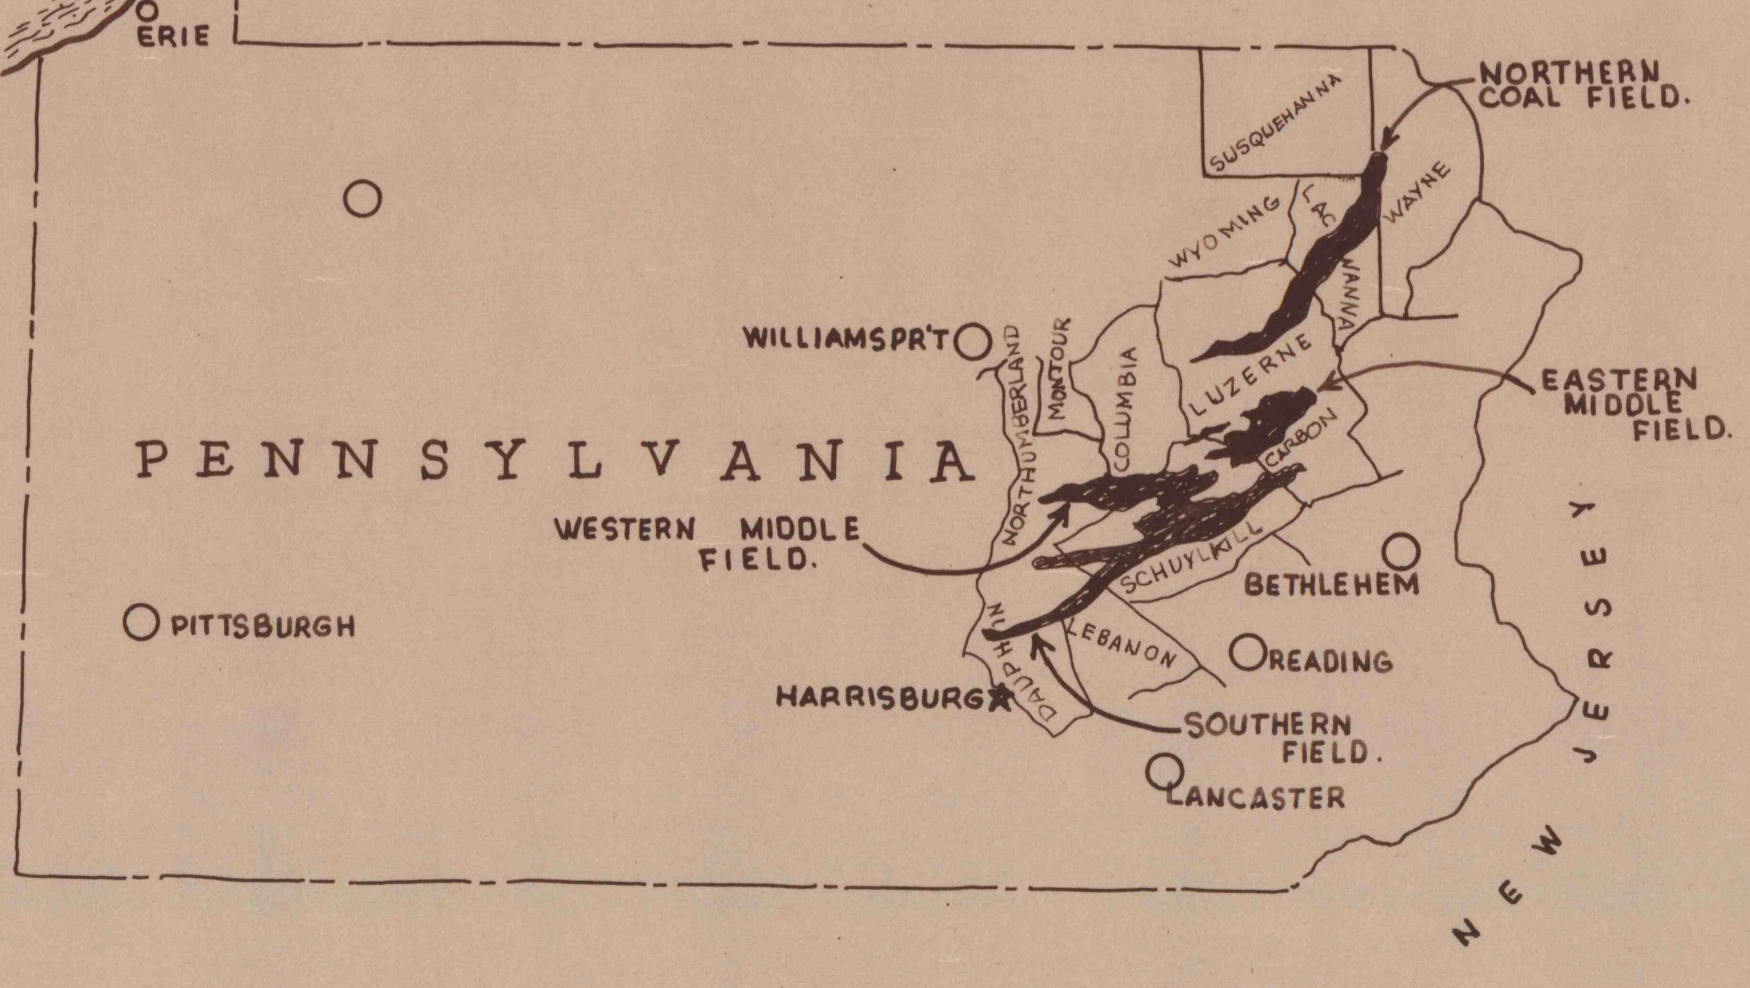 ERIE
NORTHERN
COAL FIELD.
SUSQUEHANNA
WAYNE
LAC
WYOMING
WANNA
WILLIAMSPR'T
NORTHUMBERLAND
MONTOUR
COLUMBIA
LUZERNE
EASTERN
MIDDLE
FIELD.
CARBON
PENNSYLVANIA
WESTERN MIDDLE
FIELD.
SCHUYLKILL
BETHLEHEM
PITTSBURGH
LEBANON
READING
DAUPHIN
HARRISBURG
SOUTHERN
FIELD.
LANCASTER
NEW JERSEY